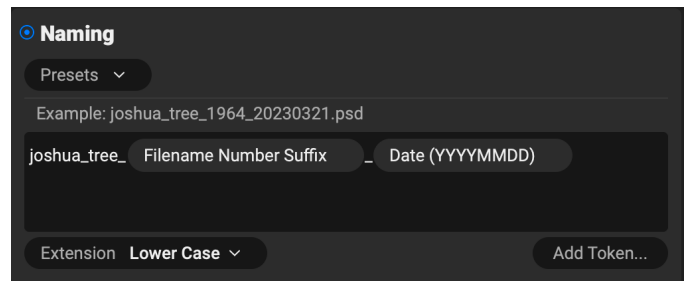 Naming
Presets
Example: joshua_tree_1964_20230321.psd
joshua_tree_ Filename Number Suffix _ Date (YYYYMMDD)
Extension Lower Case Add Token...